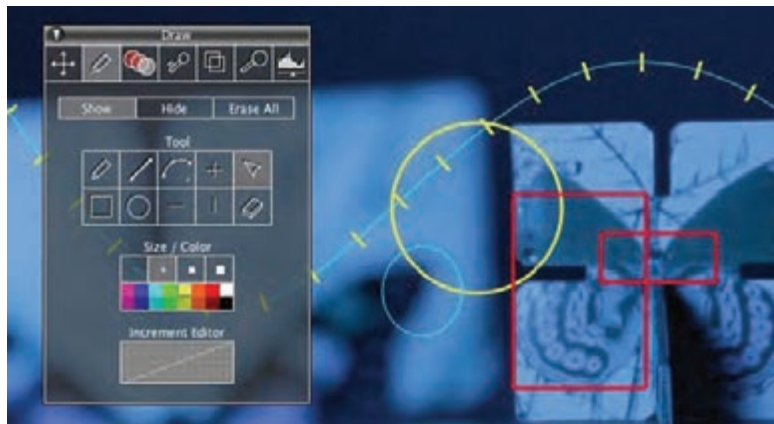 Draw
Show Hide Erase All
Tool
Size / Color
Increment Editor